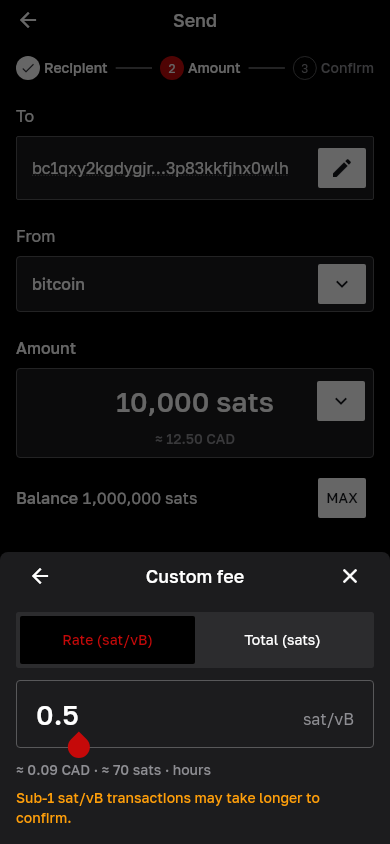 Send
Recipient
2 Amount
3 Confirm
To
bc1qxy2kgdygjr...3p83kkfjhx0wlh
From
bitcoin
Amount
10,000 sats
≈ 12.50 CAD
Balance 1,000,000 sats
MAX
Custom fee
Rate (sat/vB)
Total (sats)
0.5
sat/vB
≈ 0.09 CAD · ≈ 70 sats · hours
Sub-1 sat/vB transactions may take longer to
confirm.